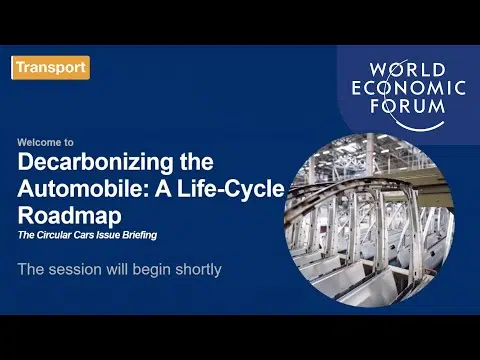 Transport
WORLD
ECONOMIC
FORUM
Welcome to
Decarbonizing the
Automobile: A Life-Cycle
Roadmap
The Circular Cars Issue Briefing
The session will begin shortly